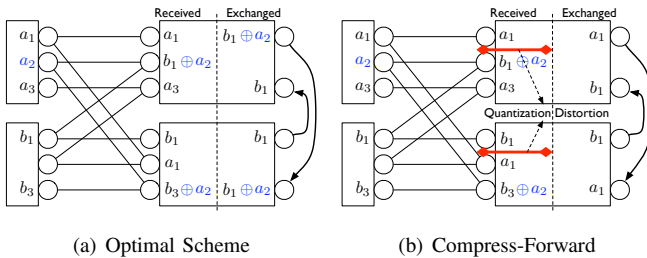 Received Exchanged
a1 a1 b1 ⊕ a2
a2 b1 ⊕ a2
a3 a3 b1
b1 b1 b1
a1
b3 b3 ⊕ a2 b1 ⊕ a2
(a) Optimal Scheme
Received Exchanged
a1 a1 a1
a2 b1 ⊕ a2
a3 a3 b1
Quantization Distortion
b1 b1 b1
a1
b3 b3 ⊕ a2 a1
(b) Compress-Forward